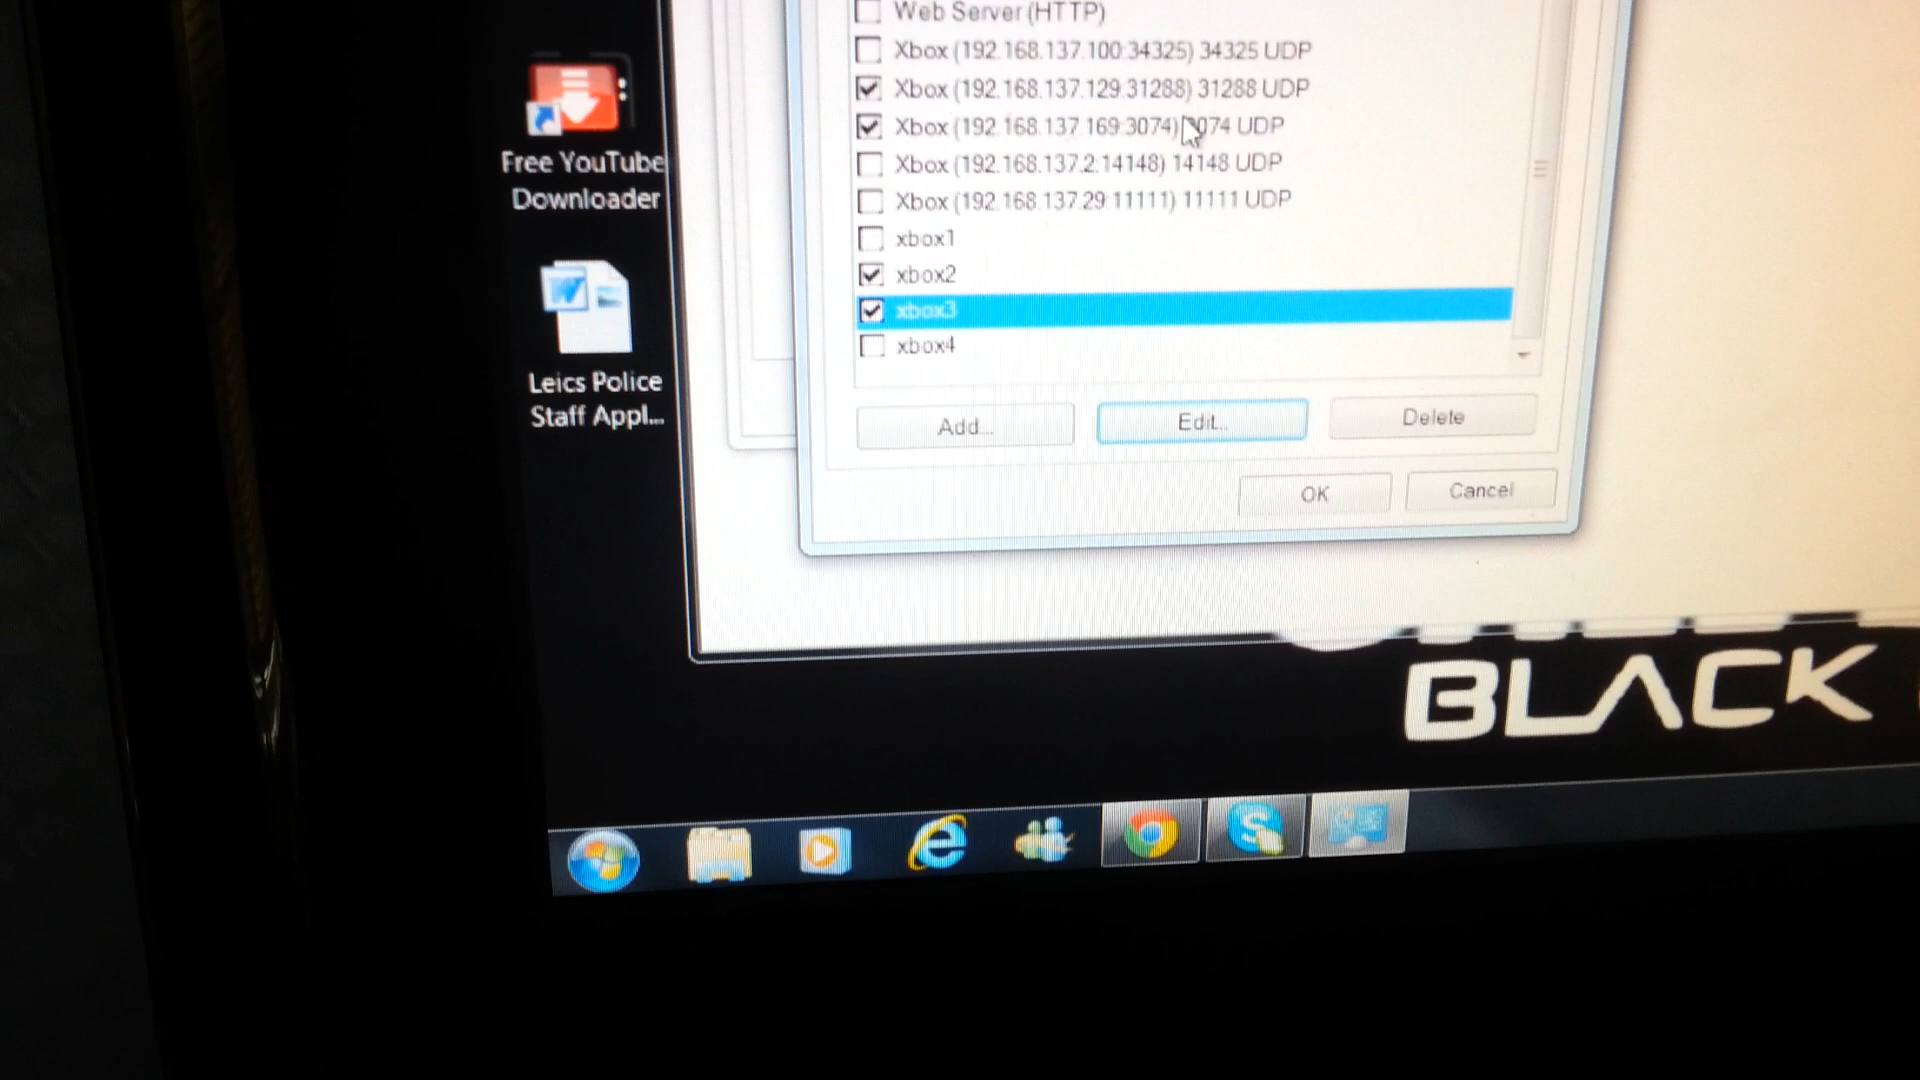 Web Server (HTTP)
Xbox (192.168.137.100:34325) 34325 UDP
Xbox (192.168.137.129:31288) 31288 UDP
Xbox (192.168.137.169:3074) 3074 UDP
Xbox (192.168.137.2:14148) 14148 UDP
Xbox (192.168.137.29:11111) 11111 UDP
xbox1
xbox2
xbox3
xbox4
Add...
Edit...
Delete
OK
Cancel
Free YouTube
Downloader
Leics Police
Staff Appl...
BLACK